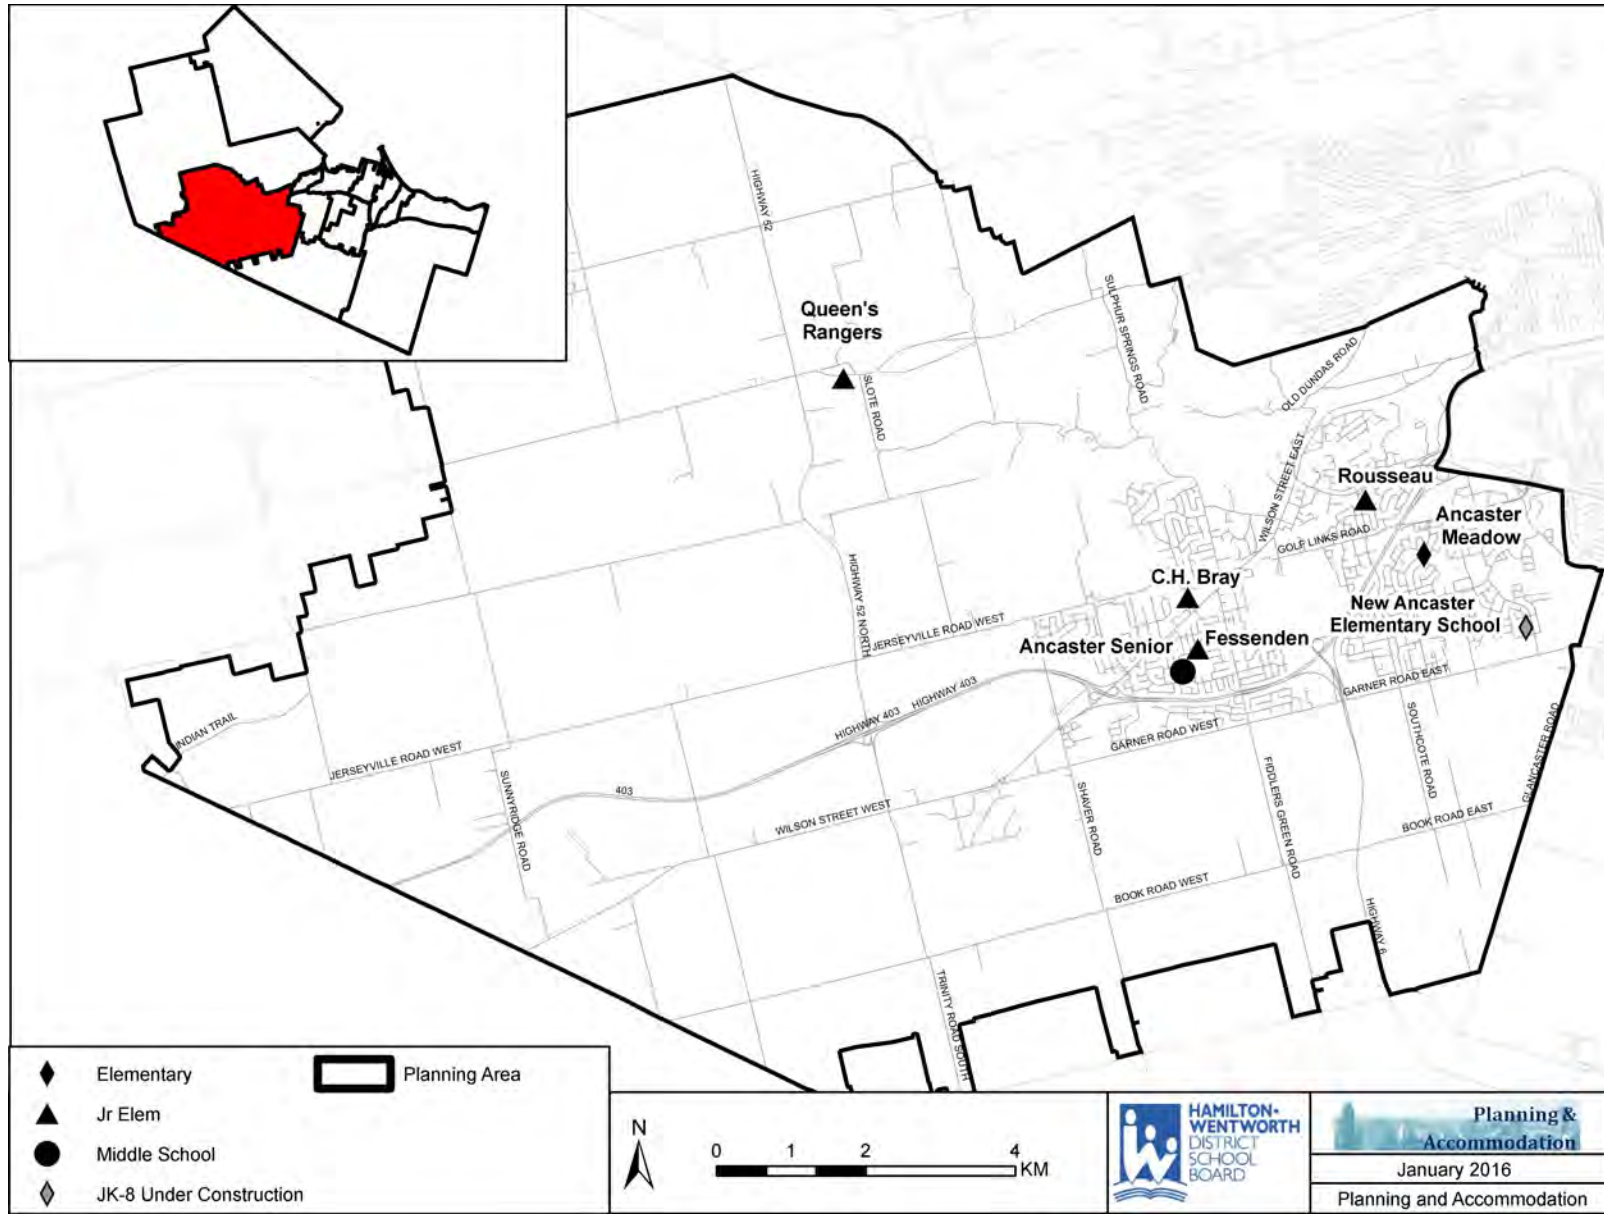 HIGHWAY 52
Queen's
Rangers
SLOTE ROAD
SULPHUR SPRINGS ROAD
OLD DUNDAS ROAD
WILSON STREET EAST
Rousseau
GOLF LINKS ROAD
Ancaster
Meadow
C.H. Bray
New Ancaster
Elementary School
HIGHWAY 52 NORTH
JERSEYVILLE ROAD WEST
Ancaster Senior
Fessenden
GARNER ROAD EAST
HIGHWAY 403
HIGHWAY 403
INDIAN TRAIL
JERSEYVILLE ROAD WEST
GARNER ROAD WEST
SOUTHCOTE ROAD
GLANCASTER ROAD
SUNNYRIDGE ROAD
403
WILSON STREET WEST
SHAVER ROAD
FIDDLERS GREEN ROAD
BOOK ROAD EAST
BOOK ROAD WEST
HIGHWAY 6
TRINITY ROAD SOUTH
Elementary
Planning Area
Jr Elem
Middle School
JK-8 Under Construction
N
0 1 2 4
KM
HAMILTON-
WENTWORTH
DISTRICT
SCHOOL
BOARD
Planning &
Accommodation
January 2016
Planning and Accommodation